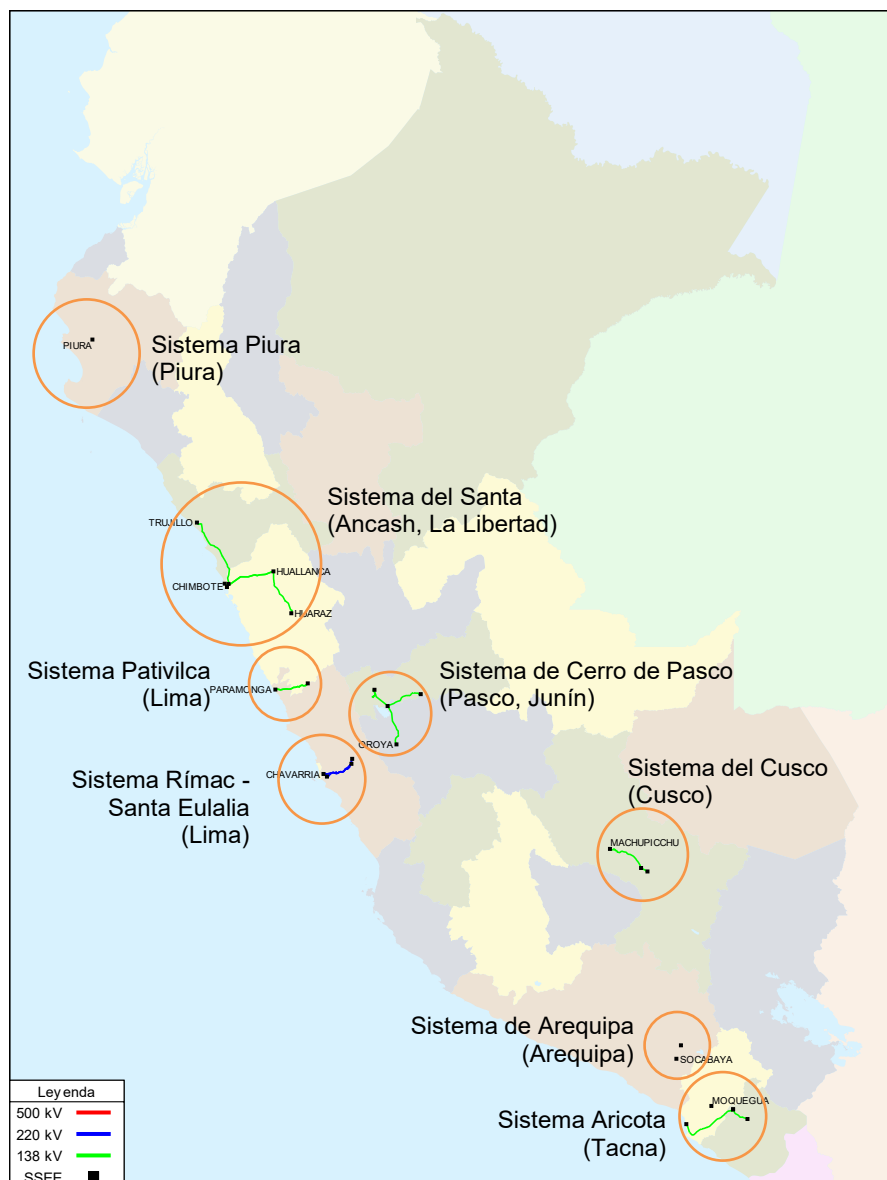 PIURA
Sistema Piura
(Piura)
Sistema del Santa
(Ancash, La Libertad)
TRUJILLO
HUALLANCA
CHIMBOTE
HUARAZ
Sistema Pativilca
(Lima)
PARAMONGA
Sistema de Cerro de Pasco
(Pasco, Junín)
OROYA
CHAVARRIA
Sistema Rímac -
Santa Eulalia
(Lima)
Sistema del Cusco
(Cusco)
MACHUPICCHU
Sistema de Arequipa
(Arequipa)
SOCABAYA
MOQUEGUA
Sistema Aricota
(Tacna)
Leyenda
500 kV
220 kV
138 kV
SSEE